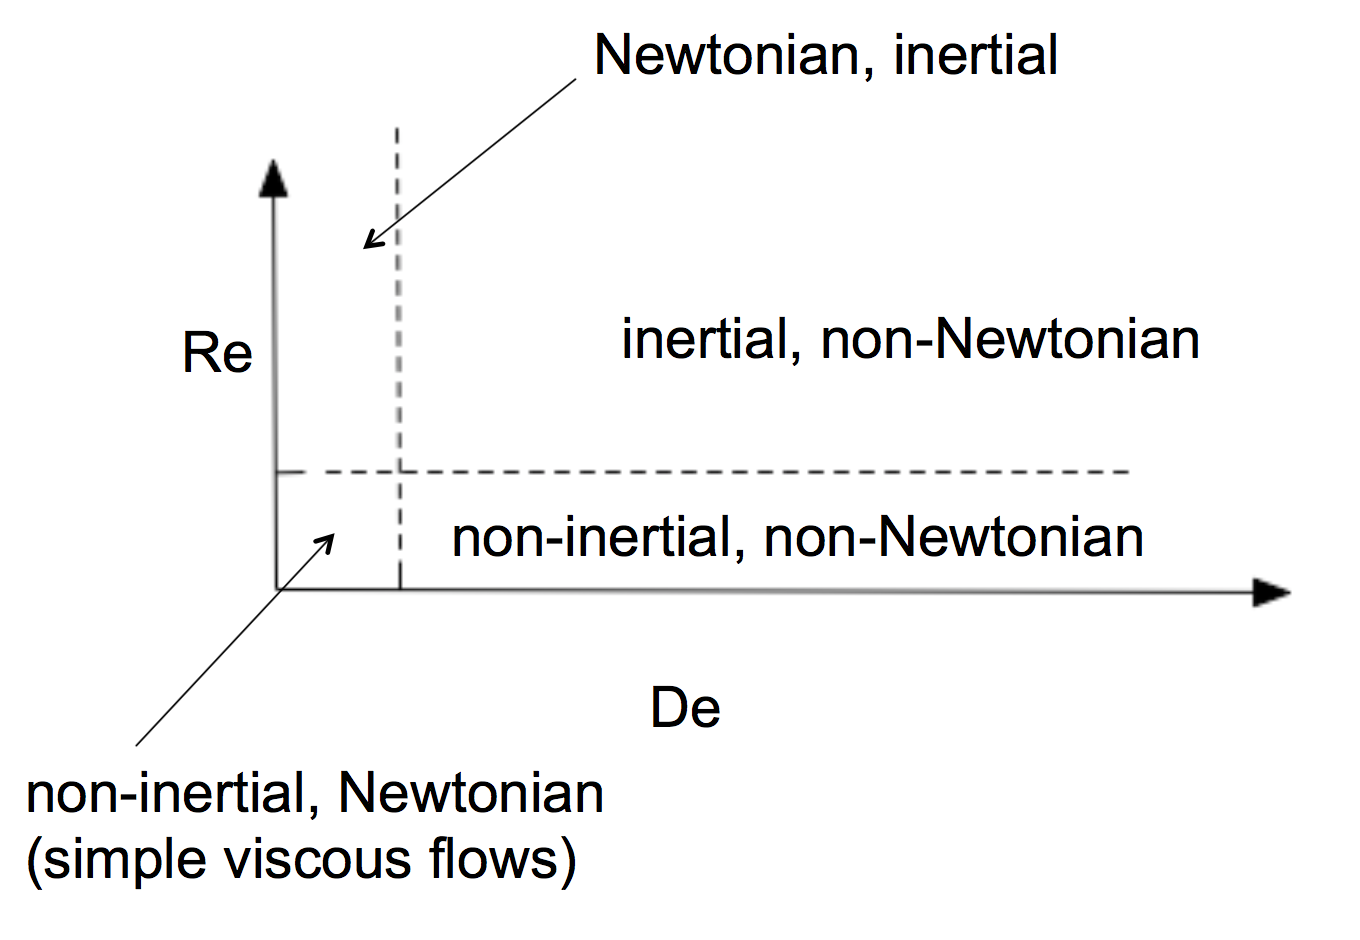 Newtonian, inertial
Re
inertial, non-Newtonian
non-inertial, non-Newtonian
De
non-inertial, Newtonian
(simple viscous flows)